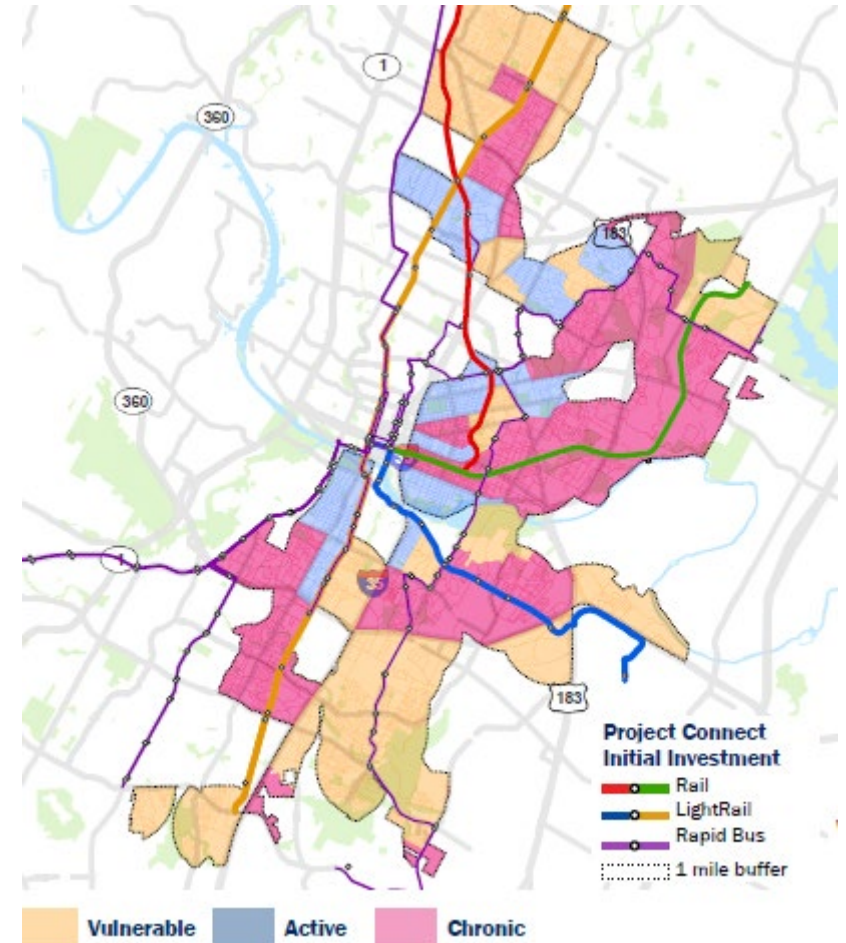 1
360
183
360
35
1
35
183
Project Connect
Initial Investment
Rail
LightRail
Rapid Bus
1 mile buffer
Vulnerable
Active
Chronic